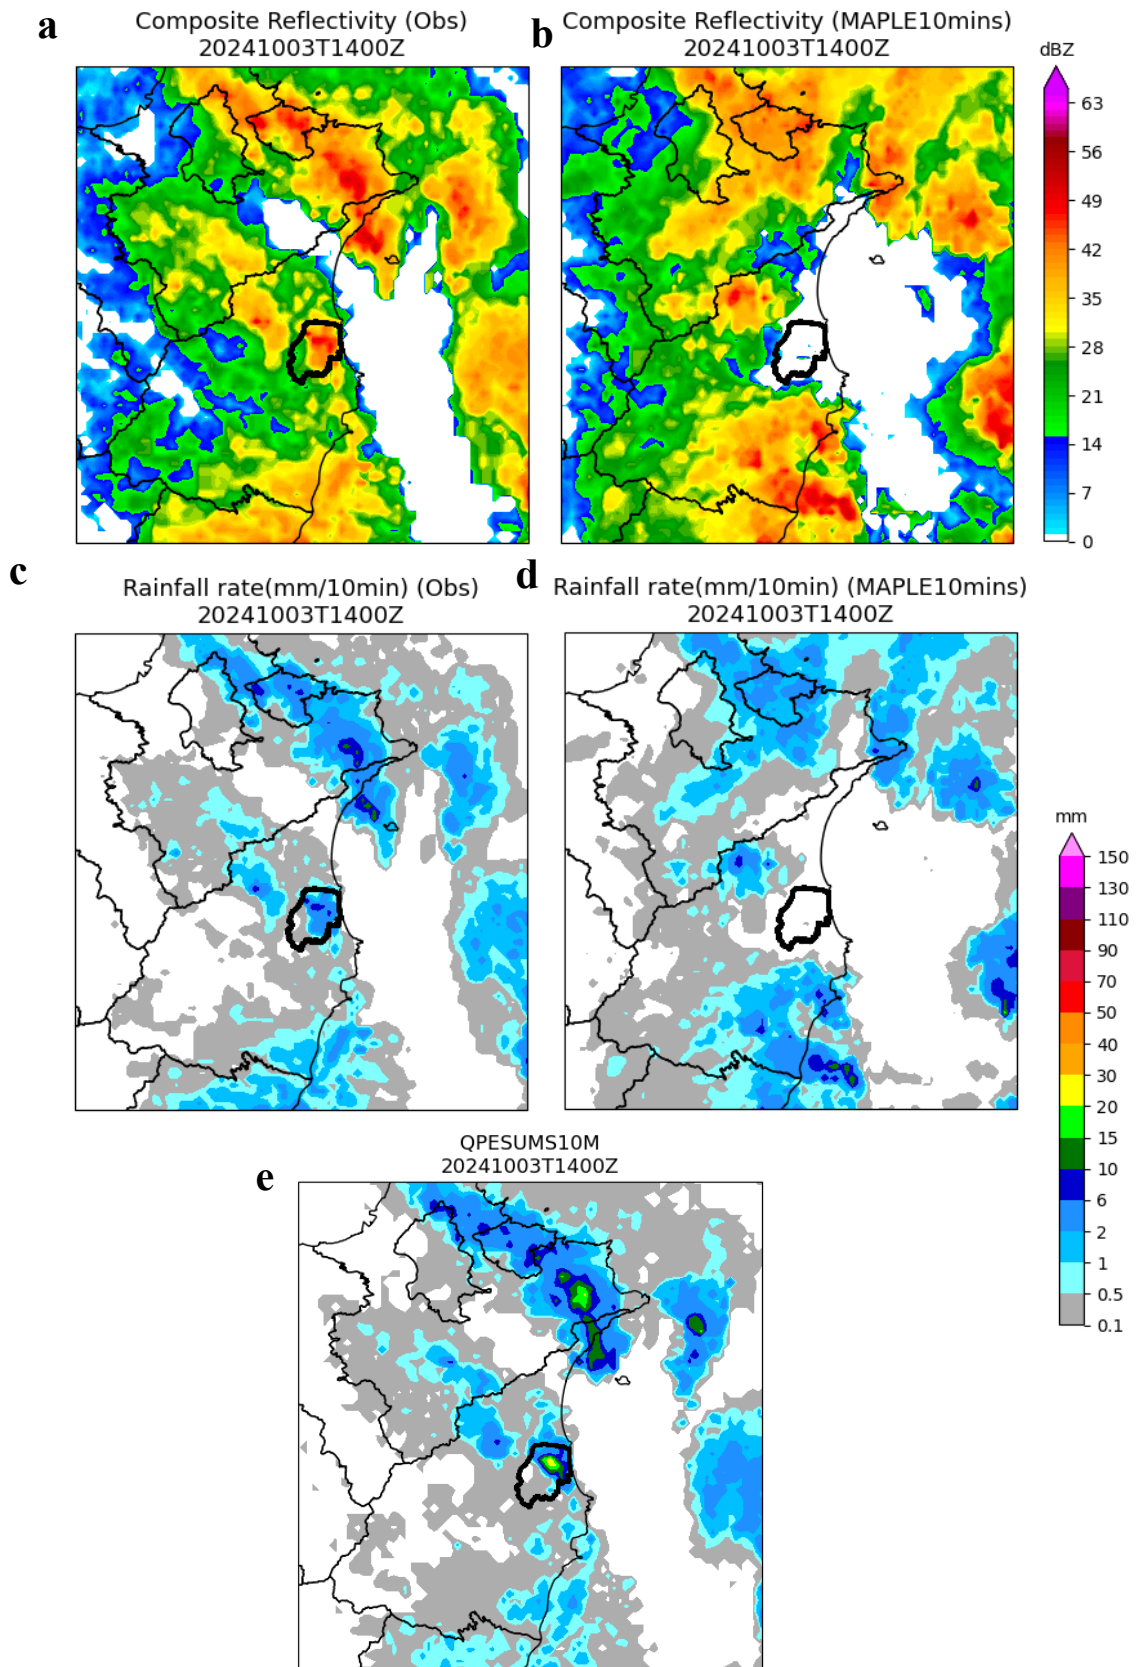 a
Composite Reflectivity (Obs)
20241003T1400Z
b
Composite Reflectivity (MAPLE10mins)
20241003T1400Z
dBZ
63
56
49
42
35
28
21
14
7
0
c
Rainfall rate(mm/10min) (Obs)
20241003T1400Z
d
Rainfall rate(mm/10min) (MAPLE10mins)
20241003T1400Z
mm
150
130
110
90
70
50
40
30
20
15
10
6
2
1
0.5
0.1
e
QPESUMS10M
20241003T1400Z